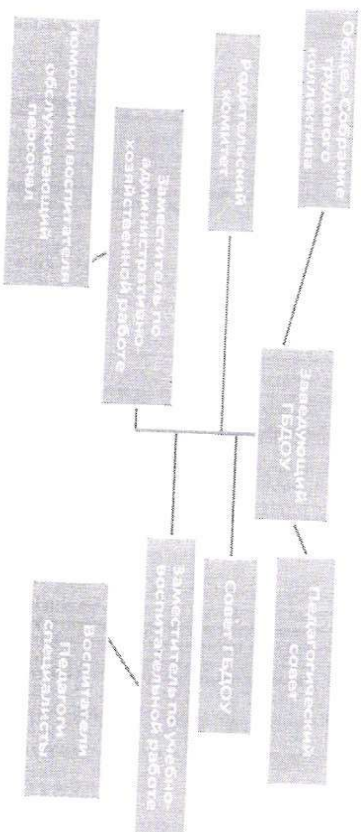 Общее Собрание
трудового
коллектива
Заведующий
ГБДОУ
Педагогический
совет
Родительский
комитет
Совет ГБДОУ
Заместитель по
административно-
хозяйственной работе
Заместитель по учебно-
воспитательной работе
Помощники воспитателя
обслуживающий
персонал
Воспитатели
Педагоги
специалисты